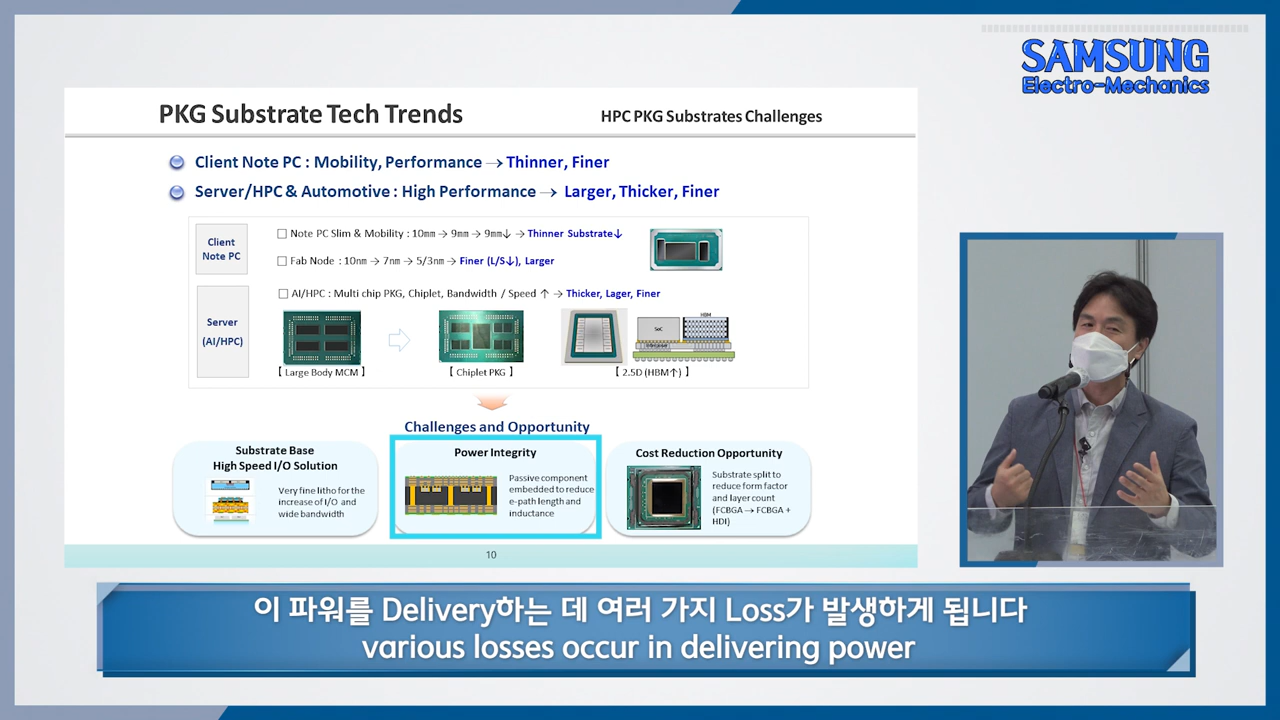 SAMSUNG
Electro-Mechanics
PKG Substrate Tech Trends
HPC PKG Substrates Challenges
Client Note PC : Mobility, Performance → Thinner, Finer
Server/HPC & Automotive : High Performance → Larger, Thicker, Finer
Client
Note PC
□ Note PC Slim & Mobility : 10㎜ → 9㎜ → 9㎜↓ → Thinner Substrate↓
□ Fab Node : 10nm → 7nm → 5/3nm → Finer (L/S↓), Larger
Server
(AI/HPC)
□ AI/HPC : Multi chip PKG, Chiplet, Bandwidth / Speed ↑ → Thicker, Lager, Finer
SoC
HBM
【 Large Body MCM 】
【 Chiplet PKG 】
【 2.5D (HBM↑) 】
Challenges and Opportunity
Substrate Base
High Speed I/O Solution
Very fine litho for the
increase of I/O and
wide bandwidth
Power Integrity
Passive component
embedded to reduce
e-path length and
inductance
Cost Reduction Opportunity
Substrate split to
reduce form factor
and layer count
(FCBGA → FCBGA +
HDI)
10
이 파워를 Delivery하는 데 여러 가지 Loss가 발생하게 됩니다
various losses occur in delivering power